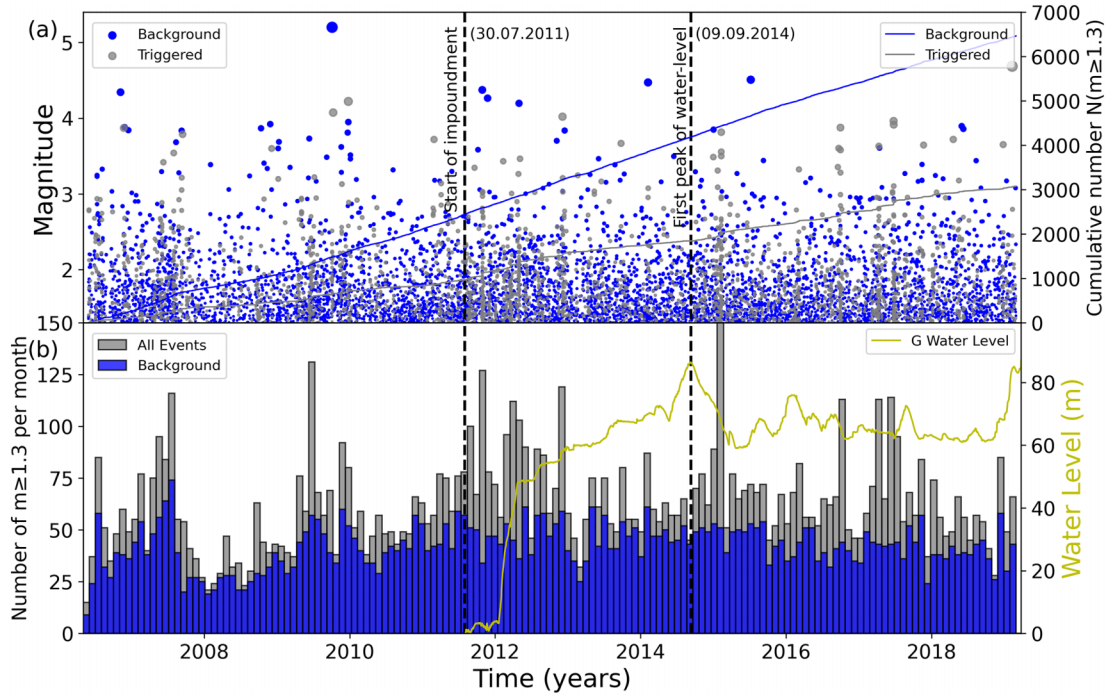 (a)
Background
Triggered
(30.07.2011)
(09.09.2014)
Background
Triggered
Start of impoundment
First peak of water-level
Magnitude
5
4
3
2
7000
6000
5000
4000
3000
2000
1000
0
Cumulative number N(m≥1.3)
(b)
All Events
Background
G Water Level
Number of m≥1.3 per month
150
125
100
75
50
25
0
80
60
40
20
0
Water Level (m)
2008
2010
2012
2014
2016
2018
Time (years)